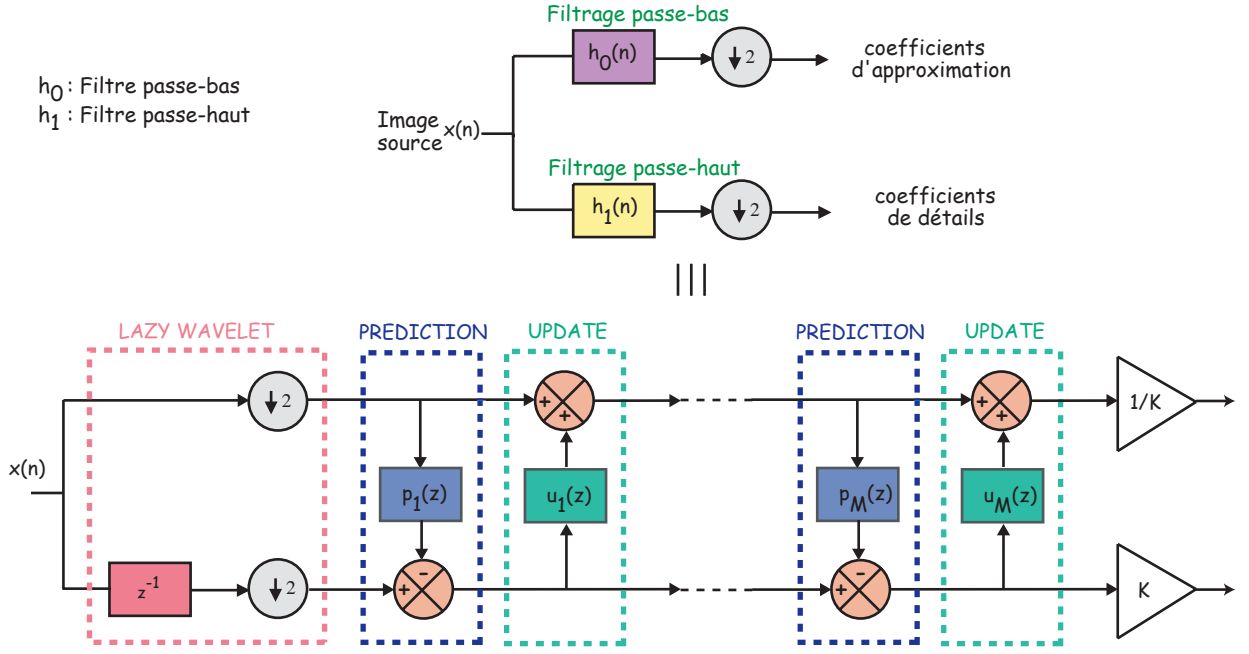 Filtrage passe-bas
h0(n)
↓2
coefficients
d'approximation
h0 : Filtre passe-bas
h1 : Filtre passe-haut
Image
source
x(n)
Filtrage passe-haut
h1(n)
↓2
coefficients
de détails
|||
LAZY WAVELET
PREDICTION
UPDATE
PREDICTION
UPDATE
↓2
+
+
+
+
1/K
x(n)
p1(z)
u1(z)
pM(z)
uM(z)
z-1
↓2
+
-
+
-
K